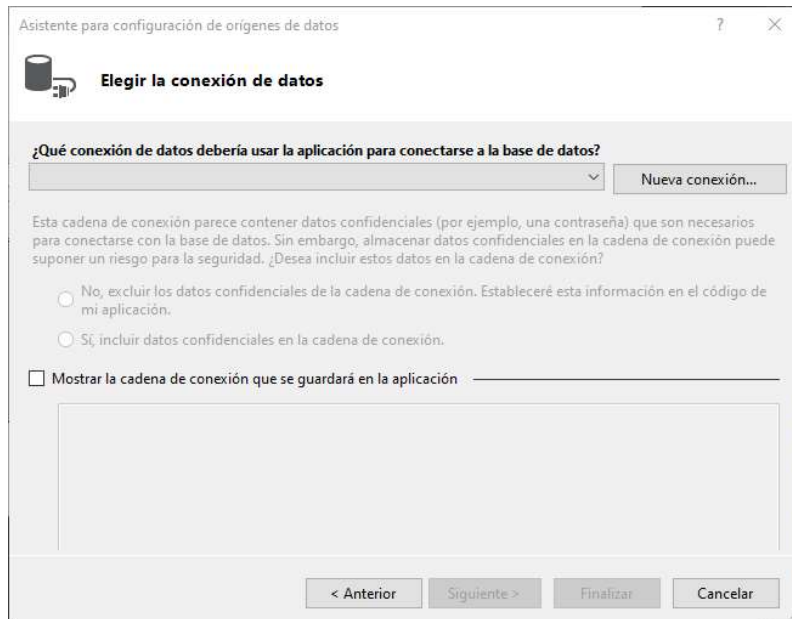 Asistente para configuración de orígenes de datos
Elegir la conexión de datos
¿Qué conexión de datos debería usar la aplicación para conectarse a la base de datos?
Nueva conexión...
Esta cadena de conexión parece contener datos confidenciales (por ejemplo, una contraseña) que son necesarios
para conectarse con la base de datos. Sin embargo, almacenar datos confidenciales en la cadena de conexión puede
suponer un riesgo para la seguridad. ¿Desea incluir estos datos en la cadena de conexión?
No, excluir los datos confidenciales de la cadena de conexión. Estableceré esta información en el código de
mi aplicación.
Sí, incluir datos confidenciales en la cadena de conexión.
Mostrar la cadena de conexión que se guardará en la aplicación
< Anterior
Siguiente >
Finalizar
Cancelar